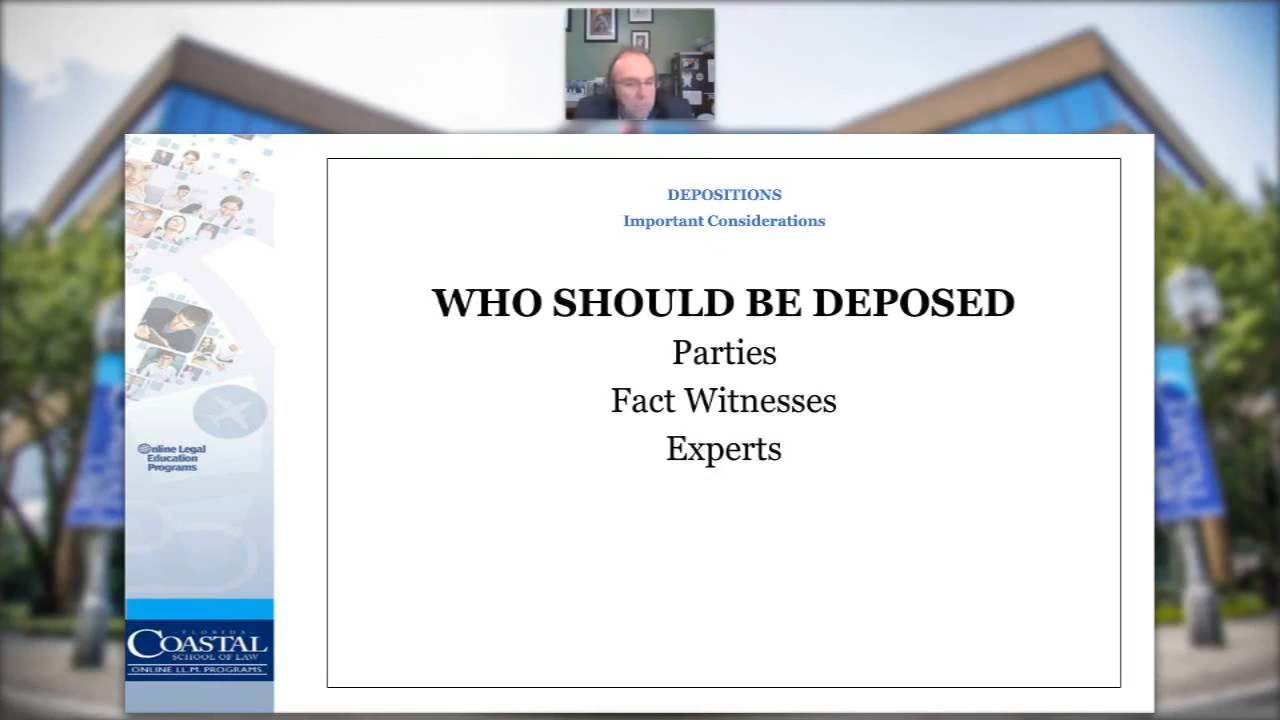 DEPOSITIONS
Important Considerations
WHO SHOULD BE DEPOSED
Parties
Fact Witnesses
Experts
Online Legal
Education
Programs
FLORIDA
COASTAL
SCHOOL OF LAW
ONLINE LL.M. PROGRAMS